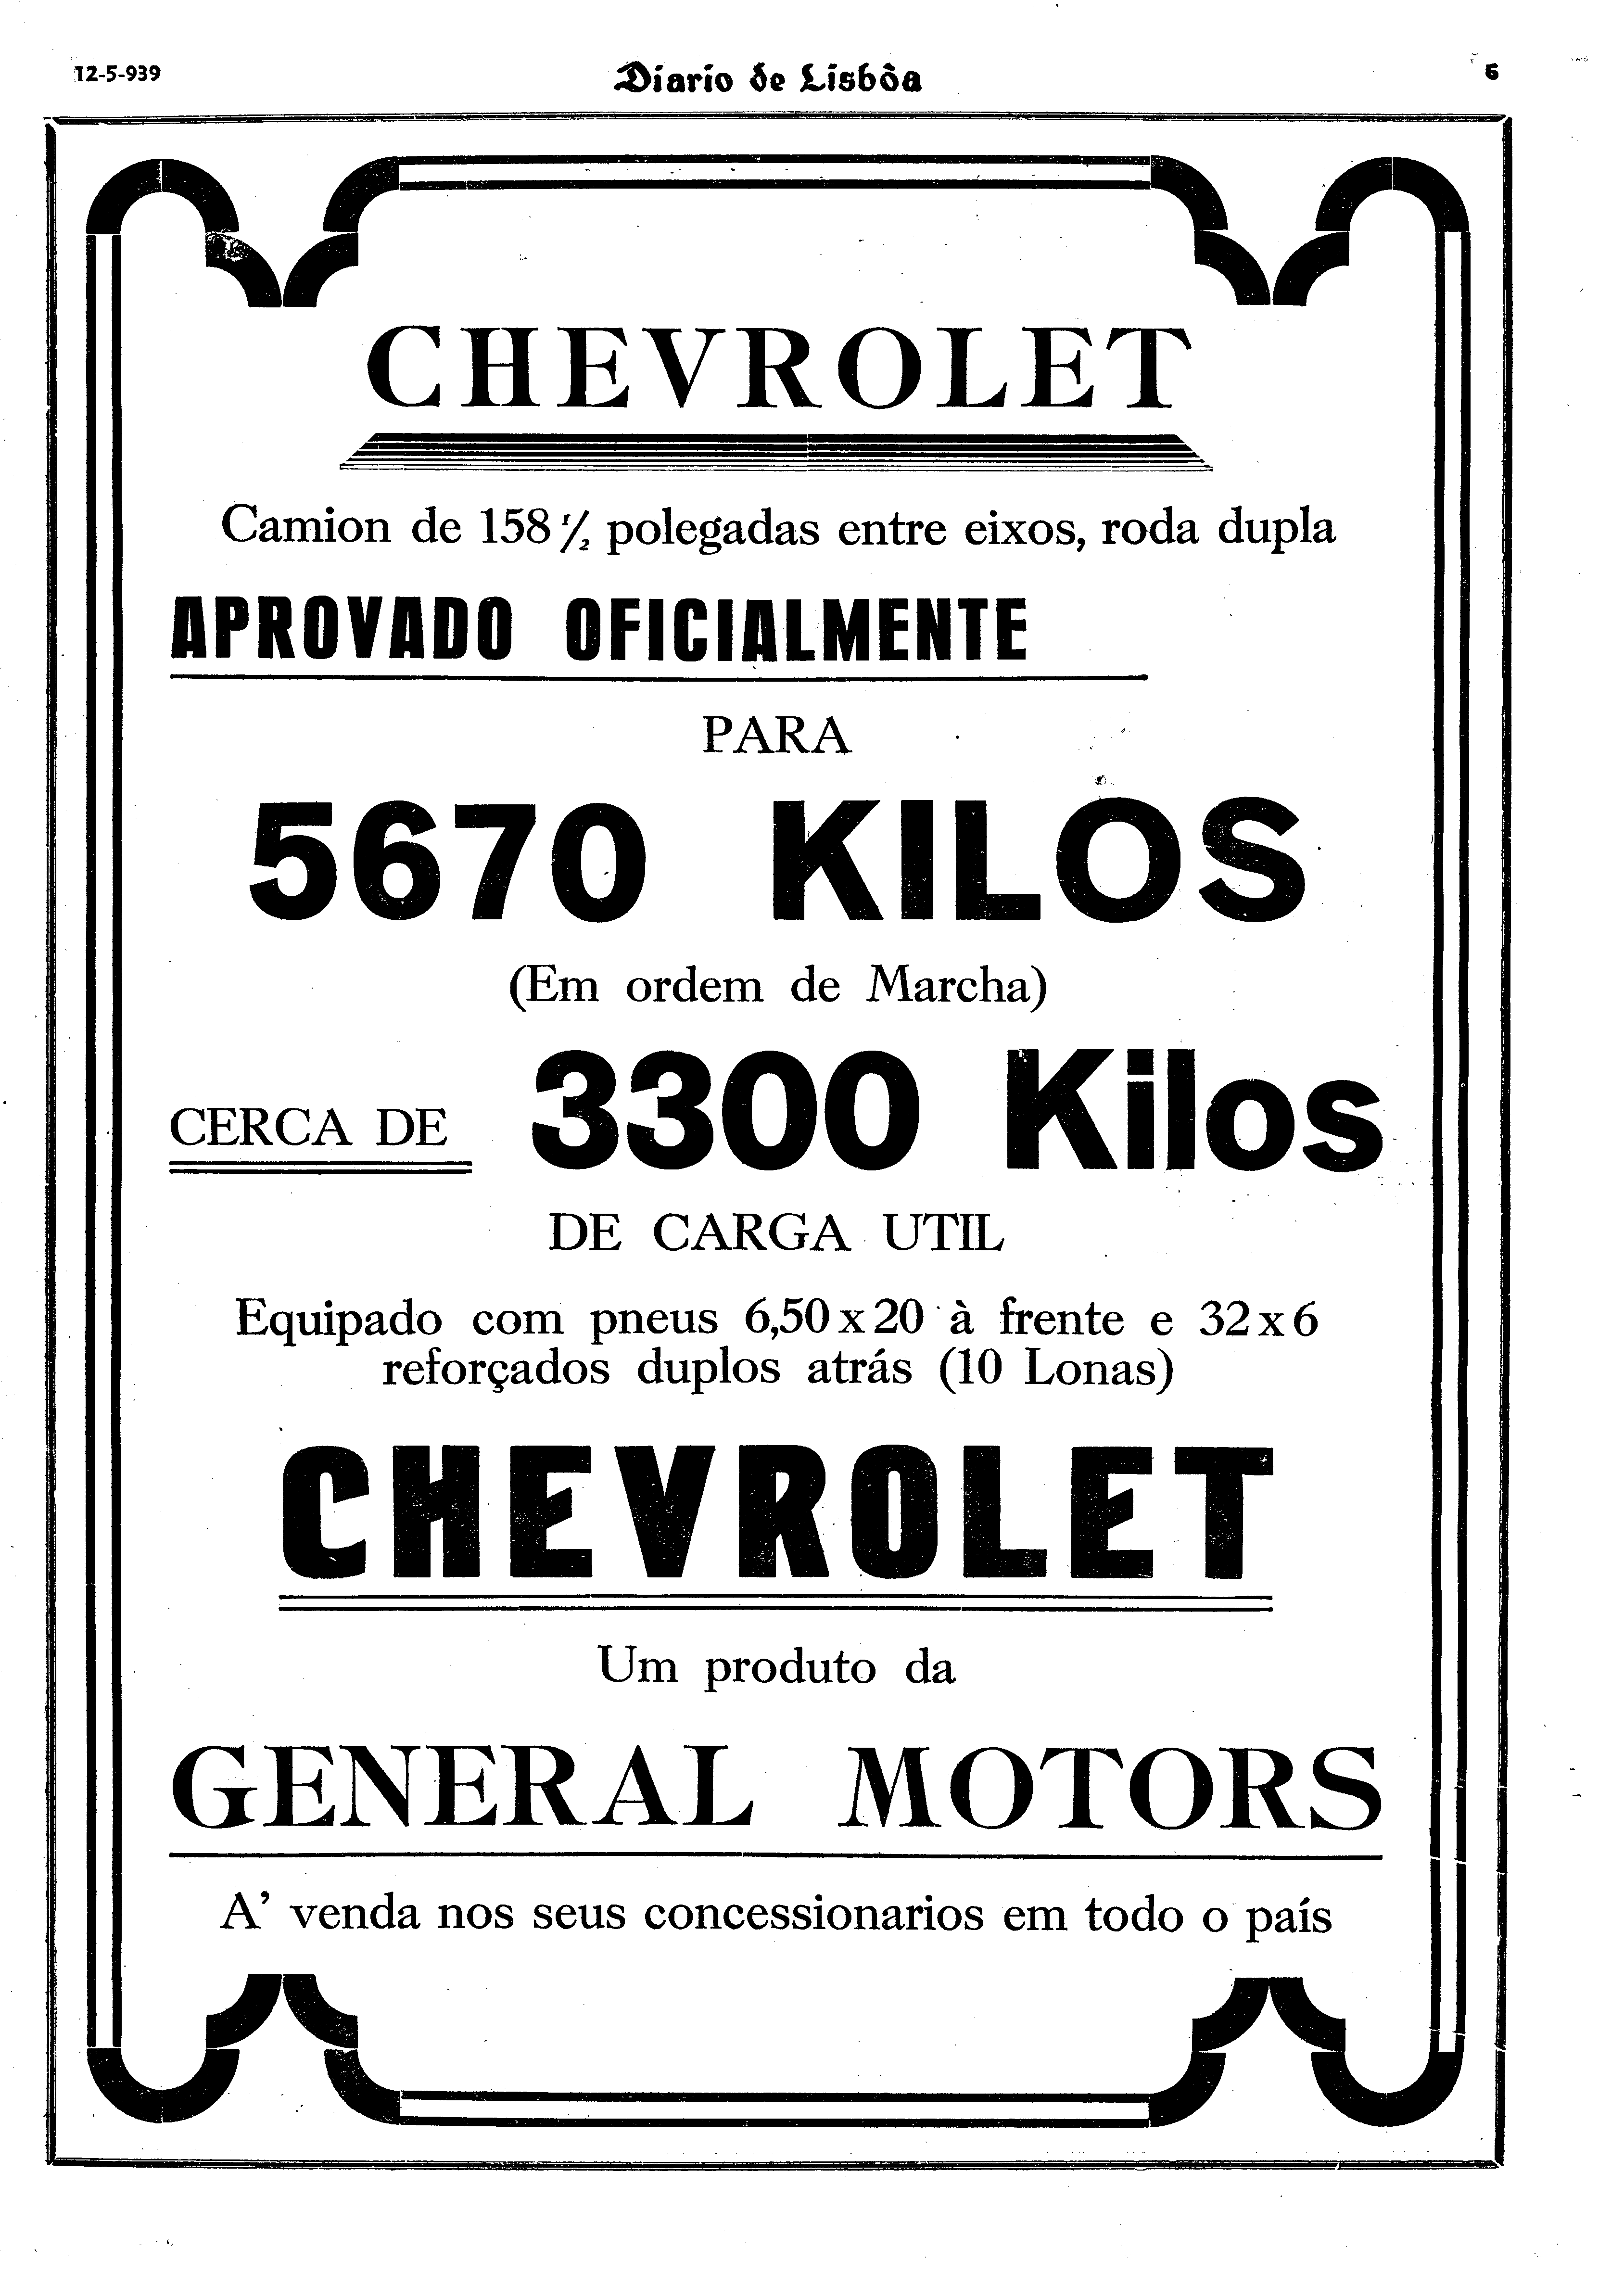 12-5-939
Diario de Lisbôa
6
CHEVROLET
Camion de 158 1/2 polegadas entre eixos, roda dupla
APROVADO OFICIALMENTE
PARA
5670 KILOS
(Em ordem de Marcha)
CERCA DE 3300 Kilos
DE CARGA UTIL
Equipado com pneus 6,50 x 20 à frente e 32 x 6
reforçados duplos atrás (10 Lonas)
CHEVROLET
Um produto da
GENERAL MOTORS
A' venda nos seus concessionarios em todo o país